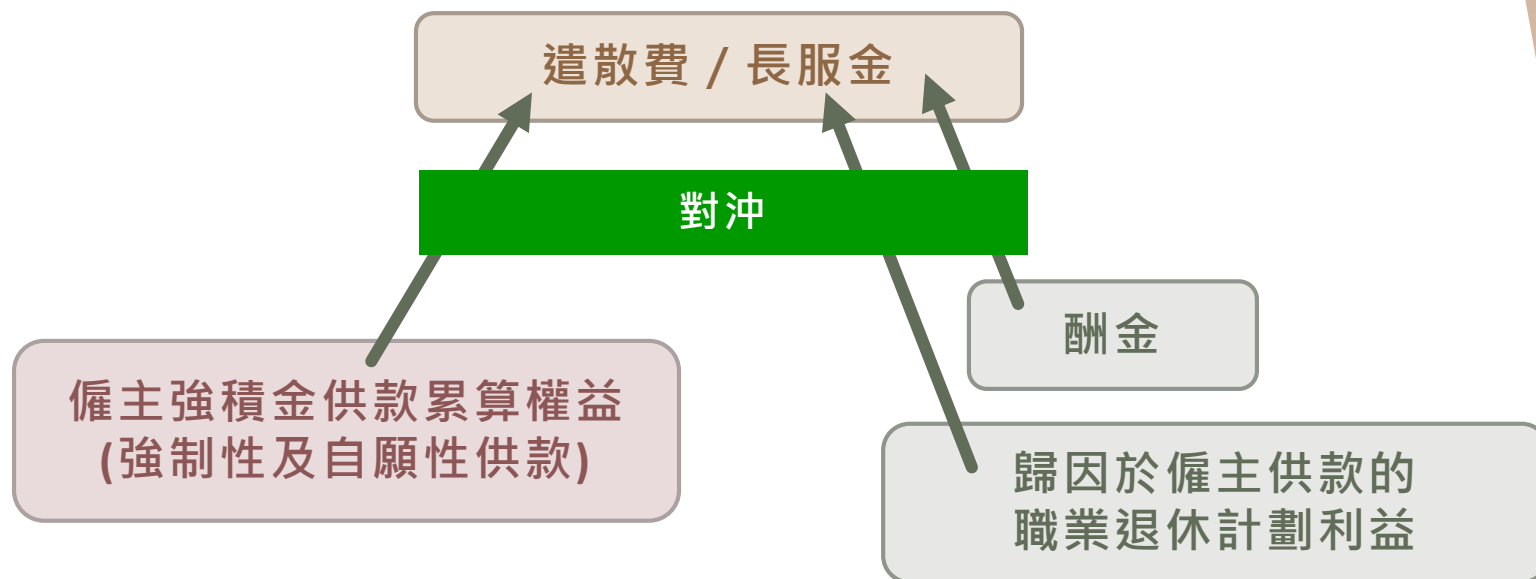 遣散費 / 長服金
對沖
酬金
僱主強積金供款累算權益
(強制性及自願性供款)
歸因於僱主供款的
職業退休計劃利益